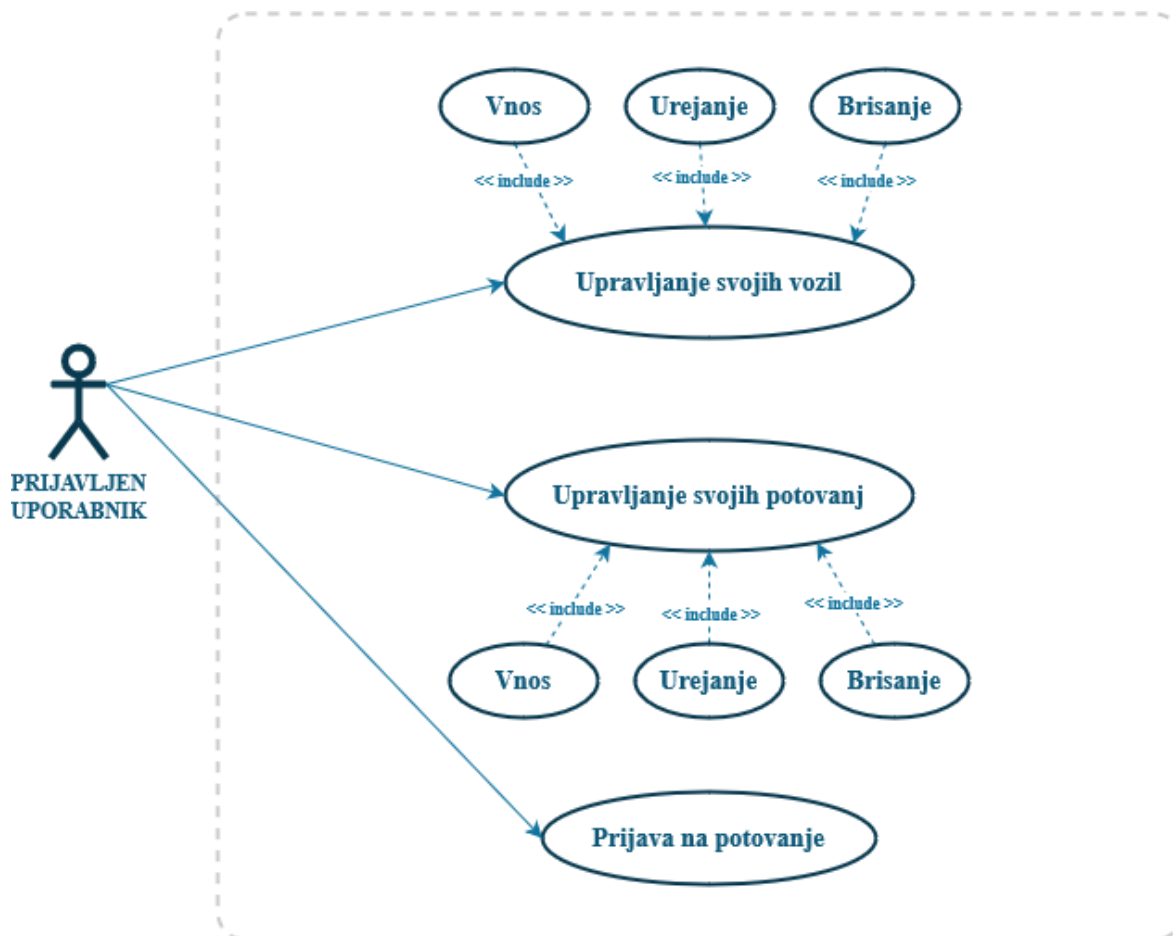 Vnos
Urejanje
Brisanje
<< include >>
<< include >>
<< include >>
Upravljanje svojih vozil
PRIJAVLJEN
UPORABNIK
Upravljanje svojih potovanj
<< include >>
<< include >>
<< include >>
Vnos
Urejanje
Brisanje
Prijava na potovanje